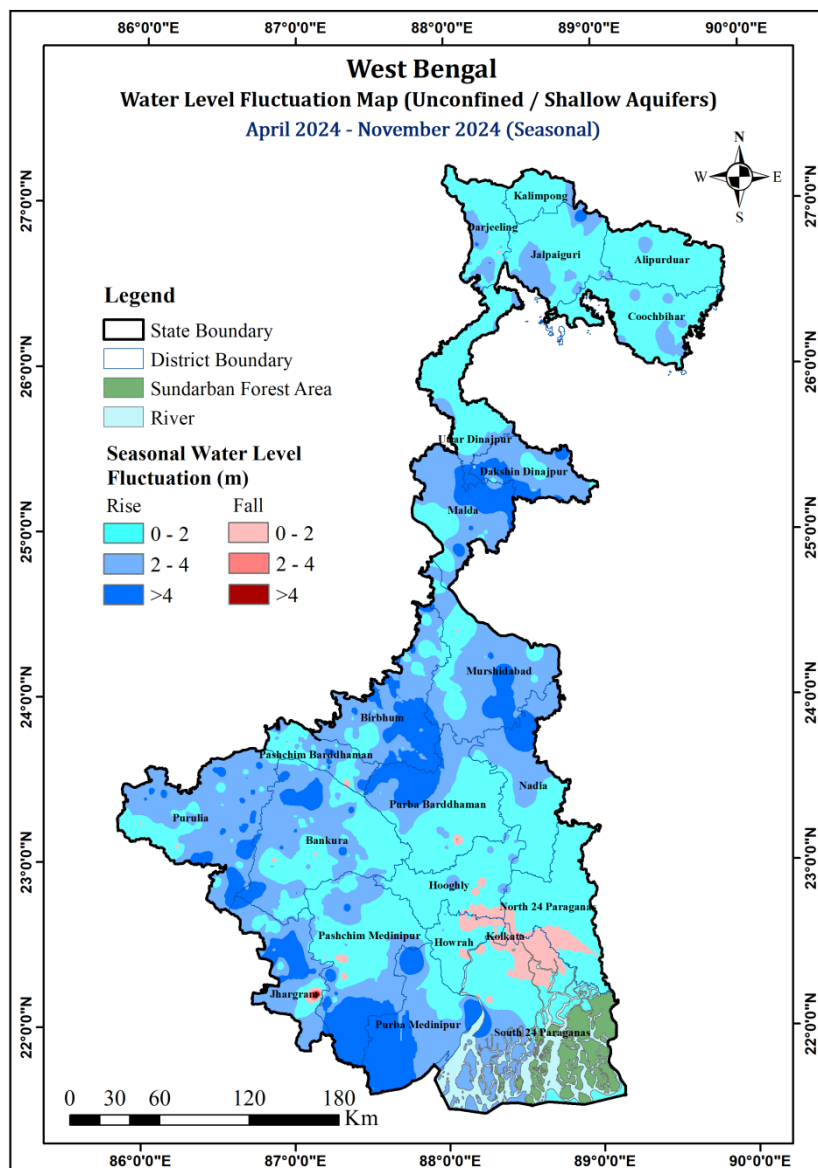 86°0'0"E 87°0'0"E 88°0'0"E 89°0'0"E 90°0'0"E
West Bengal
Water Level Fluctuation Map (Unconfined / Shallow Aquifers)
April 2024 - November 2024 (Seasonal)
N
W E
S
27°0'0"N
27°0'0"N
Kalimpong
Darjeeling
Jalpaiguri
Alipurduar
Coochbihar
Legend
State Boundary
District Boundary
Sundarban Forest Area
River
26°0'0"N
26°0'0"N
Uttar Dinajpur
Dakshin Dinajpur
Malda
Seasonal Water Level
Fluctuation (m)
Rise Fall
0 - 2 0 - 2
2 - 4 2 - 4
>4 >4
25°0'0"N
25°0'0"N
Murshidabad
24°0'0"N
24°0'0"N
Birbhum
Pashchim Barddhaman
Nadia
Purba Barddhaman
Purulia
Bankura
23°0'0"N
23°0'0"N
Hooghly
North 24 Paraganas
Pashchim Medinipur
Howrah
Kolkata
Jhargram
Purba Medinipur
South 24 Paraganas
22°0'0"N
22°0'0"N
0 30 60 120 180
Km
86°0'0"E 87°0'0"E 88°0'0"E 89°0'0"E 90°0'0"E